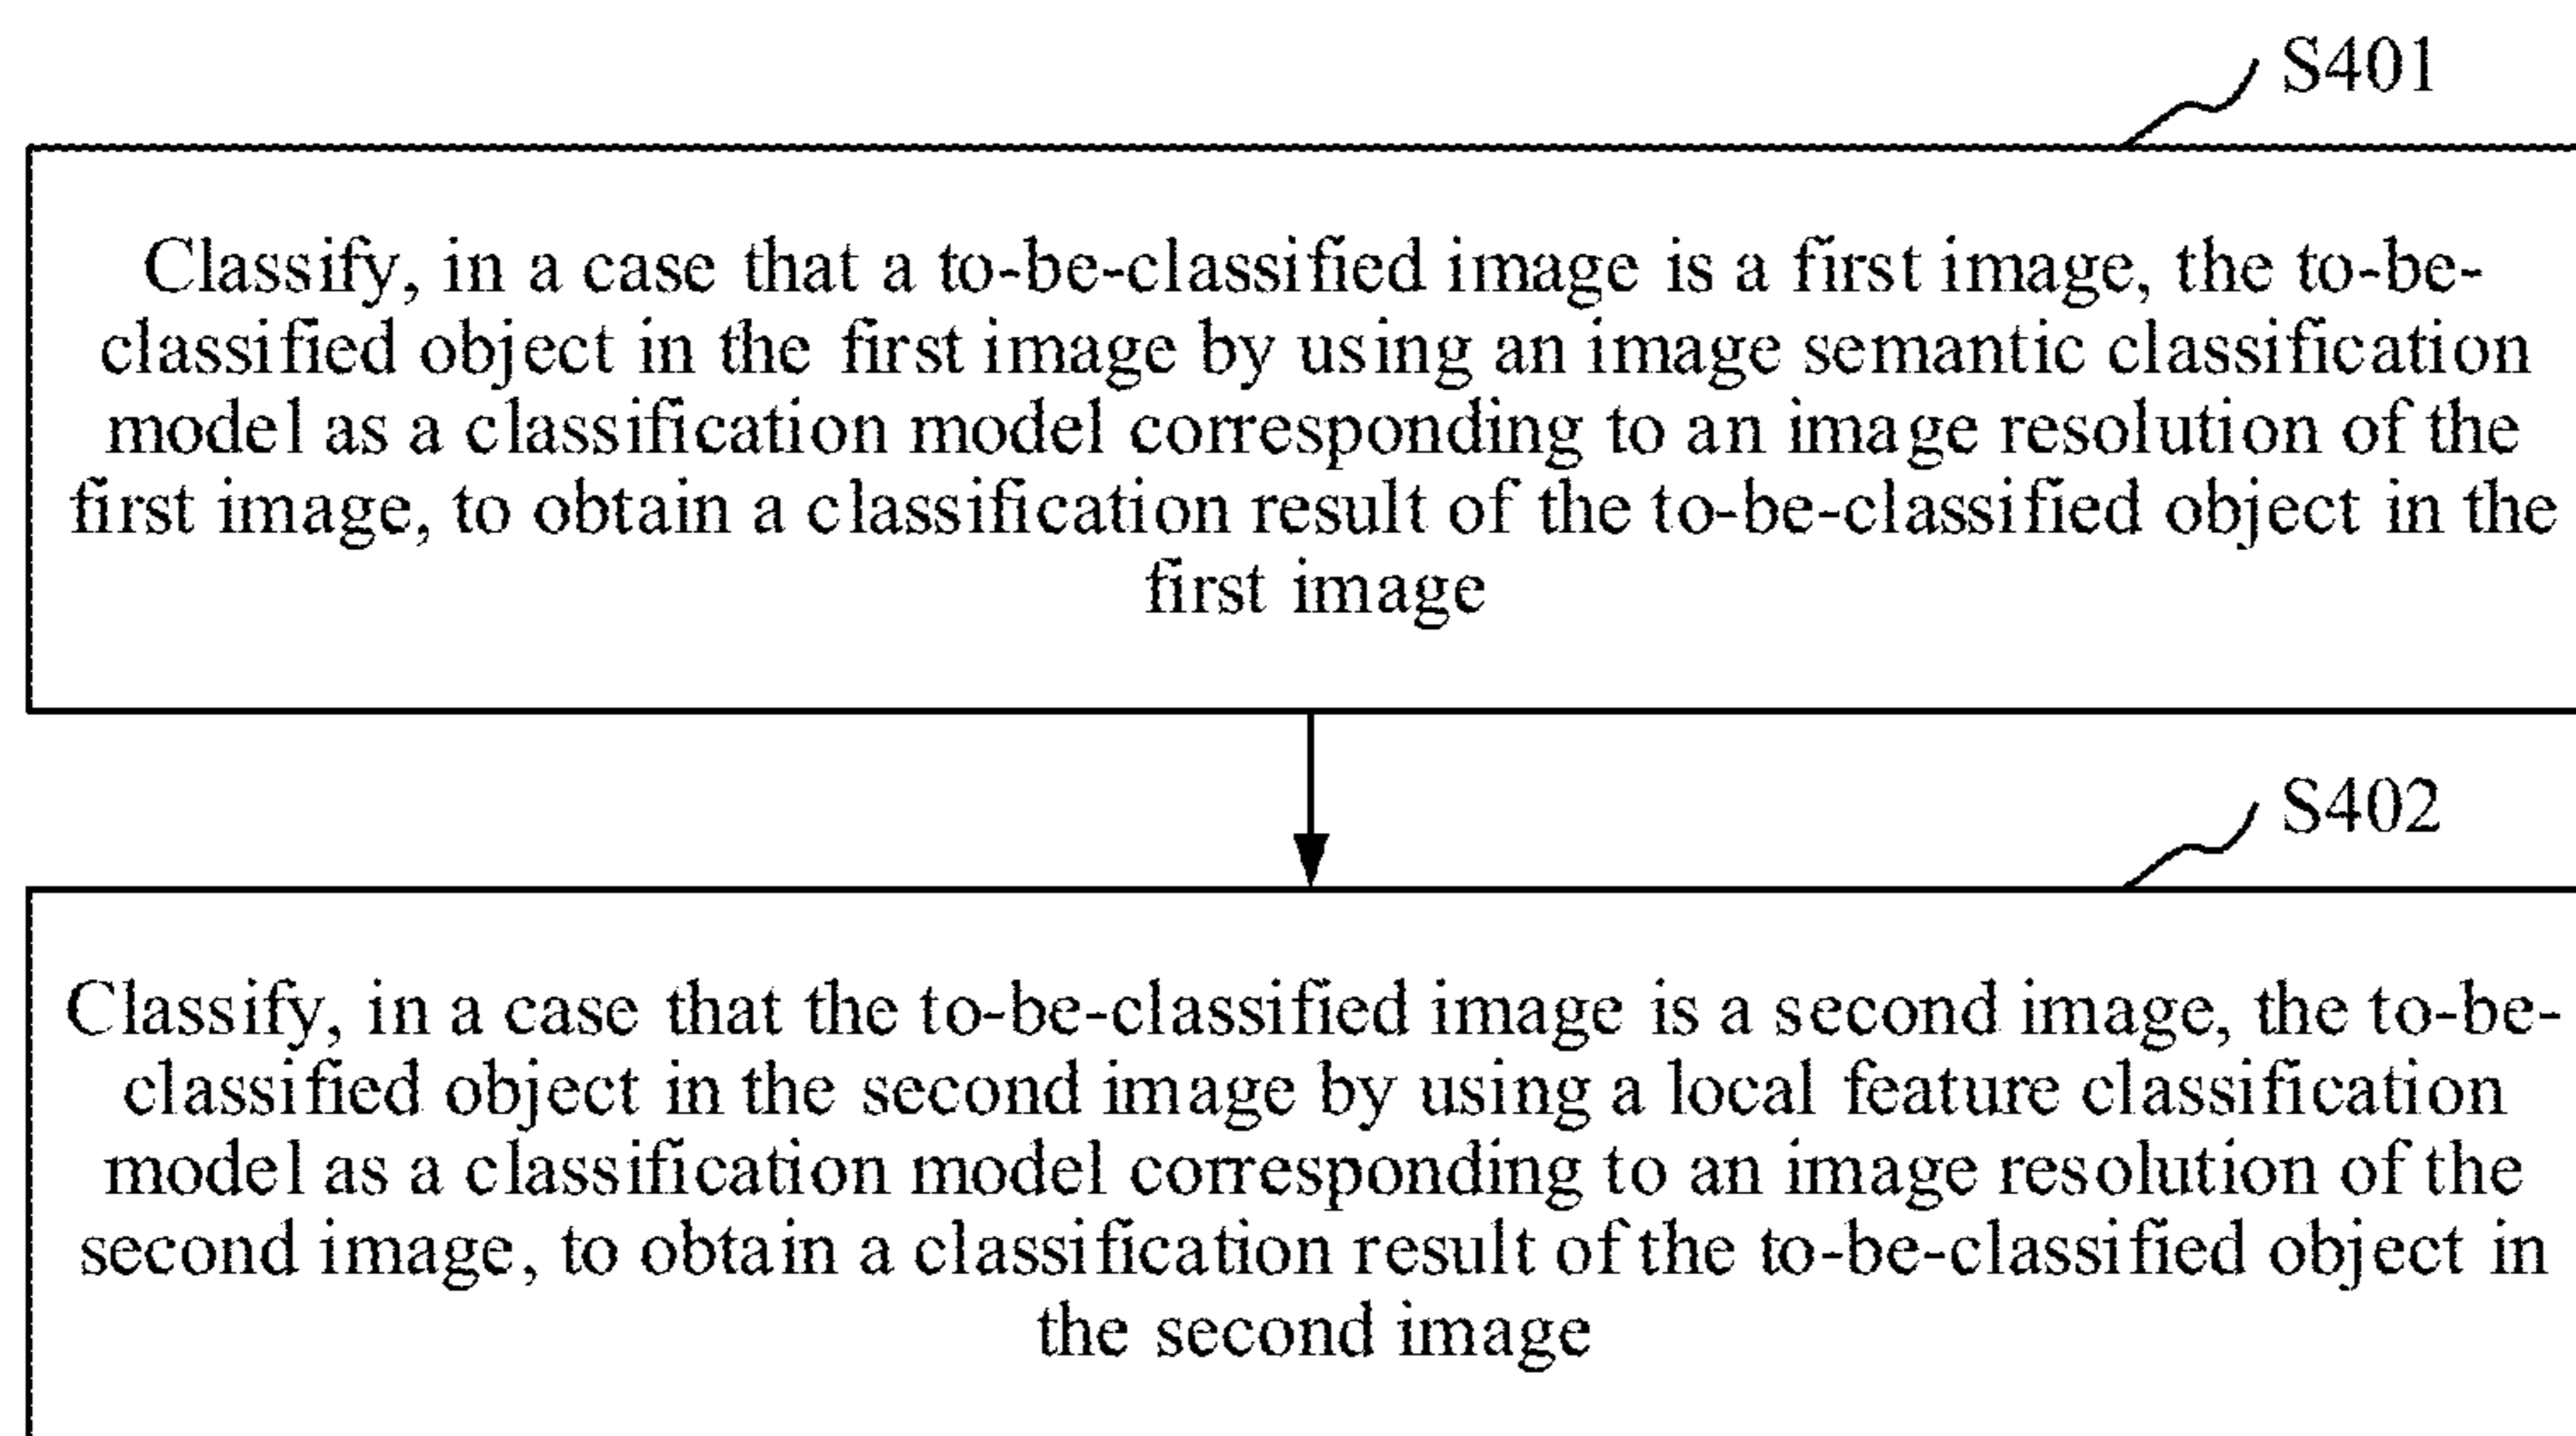 S401
Classify, in a case that a to-be-classified image is a first image, the to-be-
classified object in the first image by using an image semantic classification
model as a classification model corresponding to an image resolution of the
first image, to obtain a classification result of the to-be-classified object in the
first image
S402
Classify, in a case that the to-be-classified image is a second image, the to-be-
classified object in the second image by using a local feature classification
model as a classification model corresponding to an image resolution of the
second image, to obtain a classification result of the to-be-classified object in
the second image